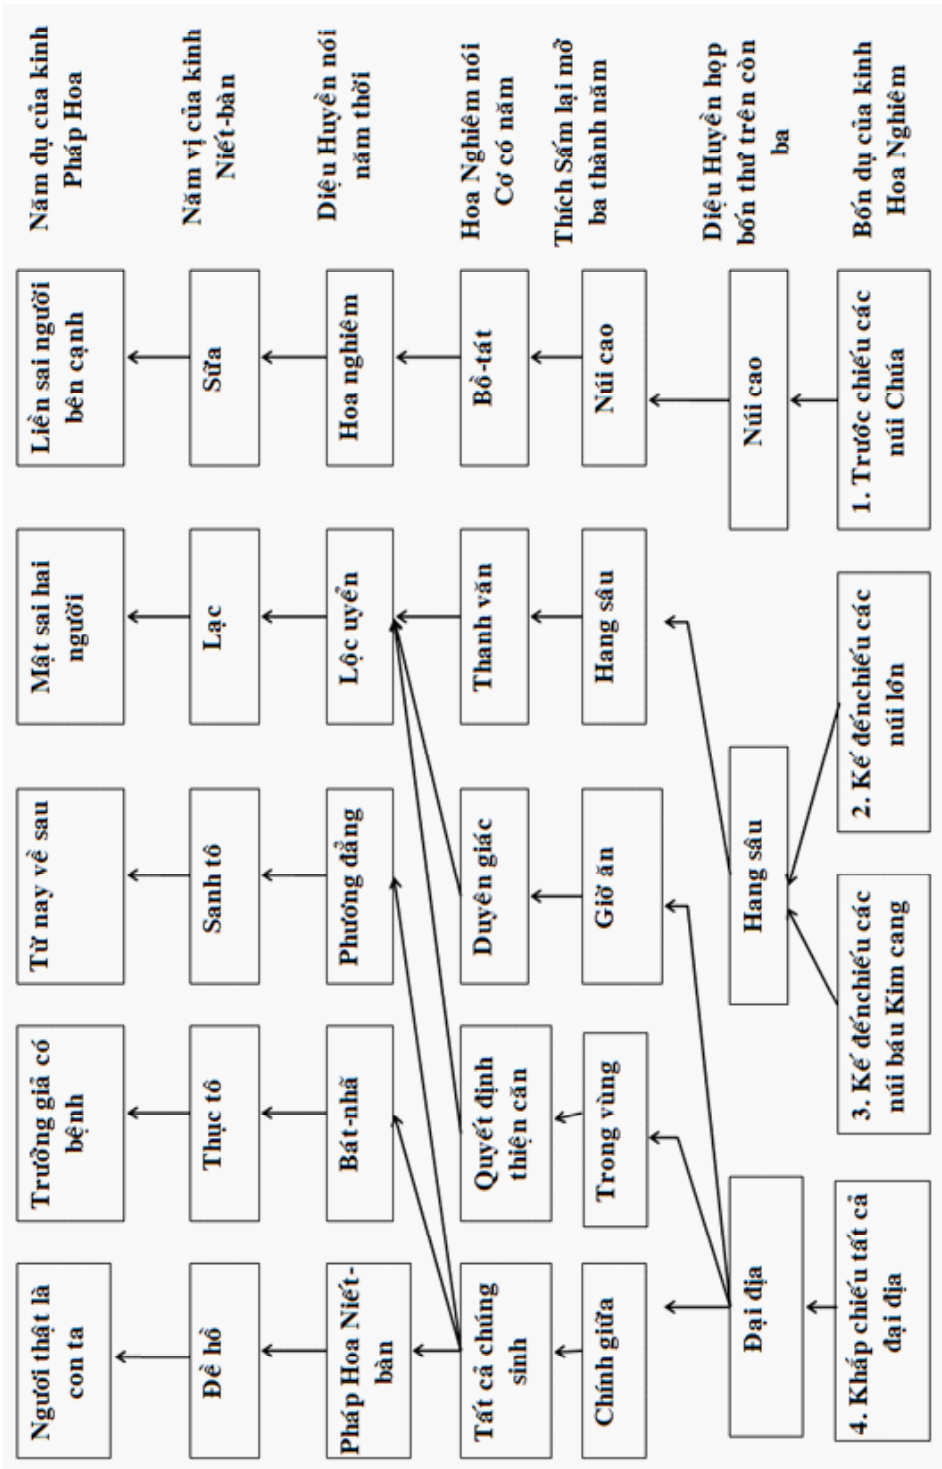 Ngươi thật là
con ta
Trưởng giả có
bệnh
Từ nay về sau
Mật sai hai
người
Liền sai người
bên cạnh
Năm dụ của kinh
Pháp Hoa
Đề hồ
Thục tô
Sanh tô
Lạc
Sữa
Năm vị của kinh
Niết-bàn
Pháp Hoa Niết-
bàn
Bát-nhã
Phương đẳng
Lộc uyển
Hoa nghiêm
Diệu Huyền nói
năm thời
Tất cả chúng
sinh
Quyết định
thiện căn
Duyên giác
Thanh văn
Bồ-tát
Hoa Nghiêm nói
Cơ có năm
Chính giữa
Trong vùng
Giờ ăn
Hang sâu
Núi cao
Thích Sấm lại mở
ba thành năm
Đại địa
Hang sâu
Núi cao
Diệu Huyền hợp
bốn thứ trên còn
ba
4. Khắp chiếu tất cả
đại địa
3. Kế đếnchiếu các
núi báu Kim cang
2. Kế đếnchiếu các
núi lớn
1. Trước chiếu các
núi Chúa
Bốn dụ của kinh
Hoa Nghiêm